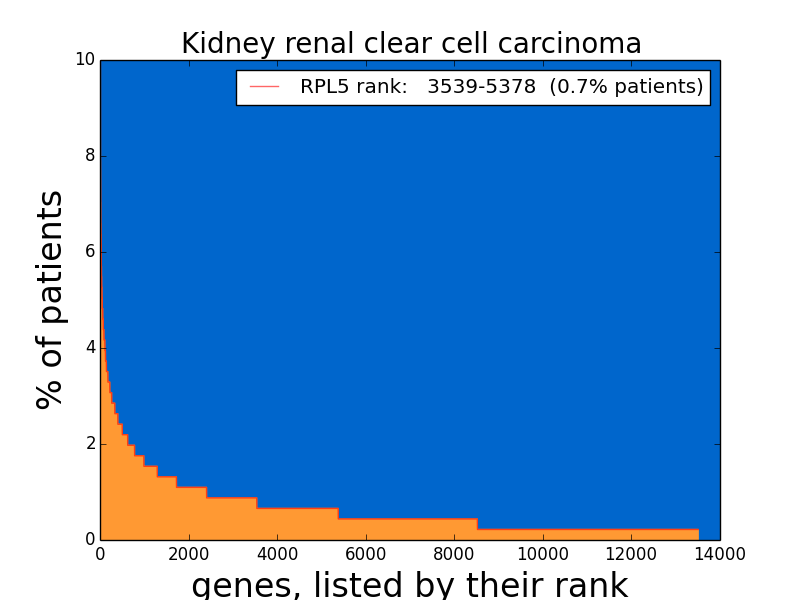 Kidney renal clear cell carcinoma
RPL5 rank:   3539-5378  (0.7% patients)
10
8
6
4
2
0
% of patients
0 2000 4000 6000 8000 10000 12000 14000
genes, listed by their rank